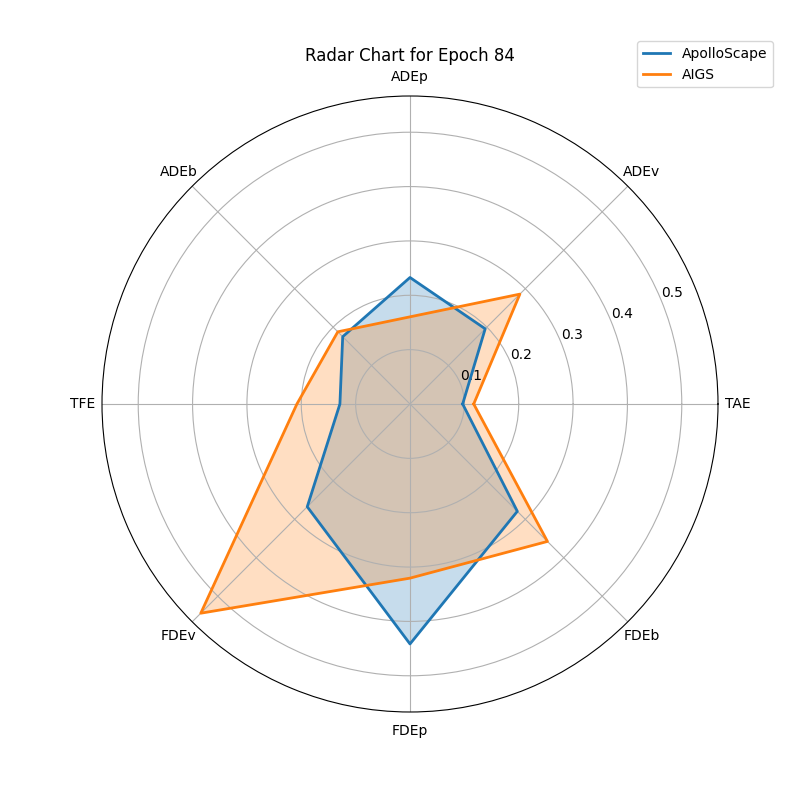 ApolloScape
AIGS
Radar Chart for Epoch 84
ADEp
ADEb
ADEv
0.5
0.4
0.3
0.2
0.1
TFE
TAE
FDEv
FDEb
FDEp